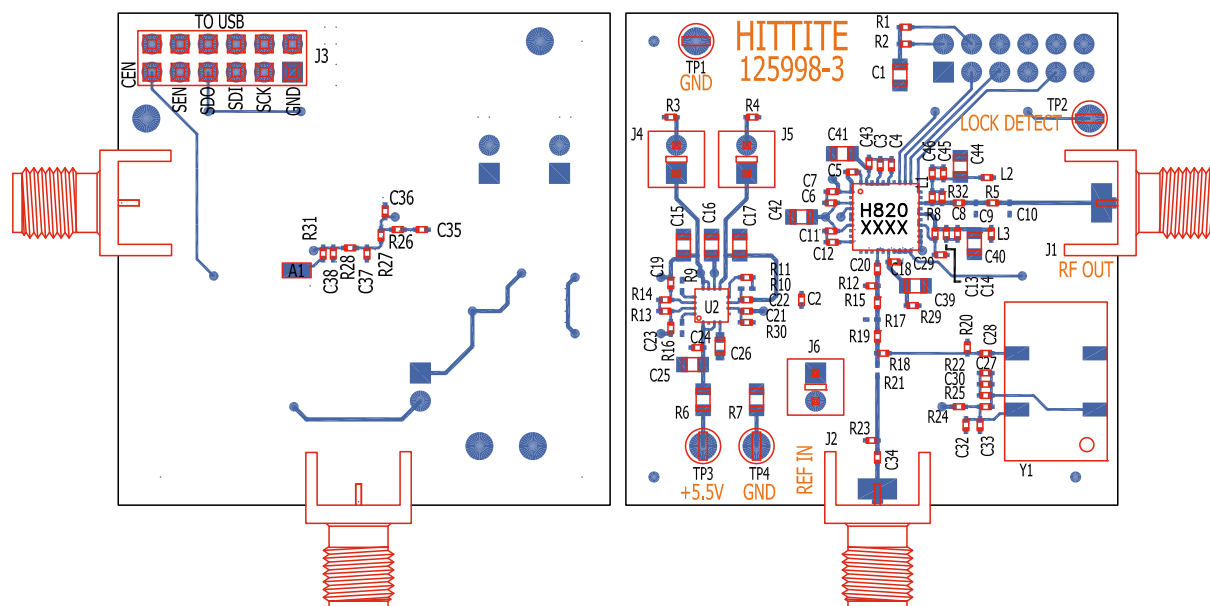 TO USB
J3
CEN
SEN
SDO
SDI
SCK
GND
C36
R31
R26
C35
A1
C38
R28
C37
R27
HITTITE
125998-3
TP1
GND
R1
R2
C1
TP2
LOCK DETECT
R3
R4
J4
J5
C41
C43
C3
C4
C46
C45
C44
C5
L1
L2
C7
C6
R32
R5
C42
H820
XXXX
R8
C8
C9
C10
C15
C16
C17
C11
C12
L3
J1
RF OUT
C20
C18
C29
C40
C19
R9
R11
R10
R12
C39
C13
C14
R14
R13
U2
C22
C21
R30
C2
R15
R29
C23
R16
C24
C26
R17
R19
R20
C28
C25
J6
R18
R22
C27
C30
R25
R21
R24
R6
R7
R23
C32
C33
J2
C34
Y1
TP3
TP4
+5.5V
GND
REF IN